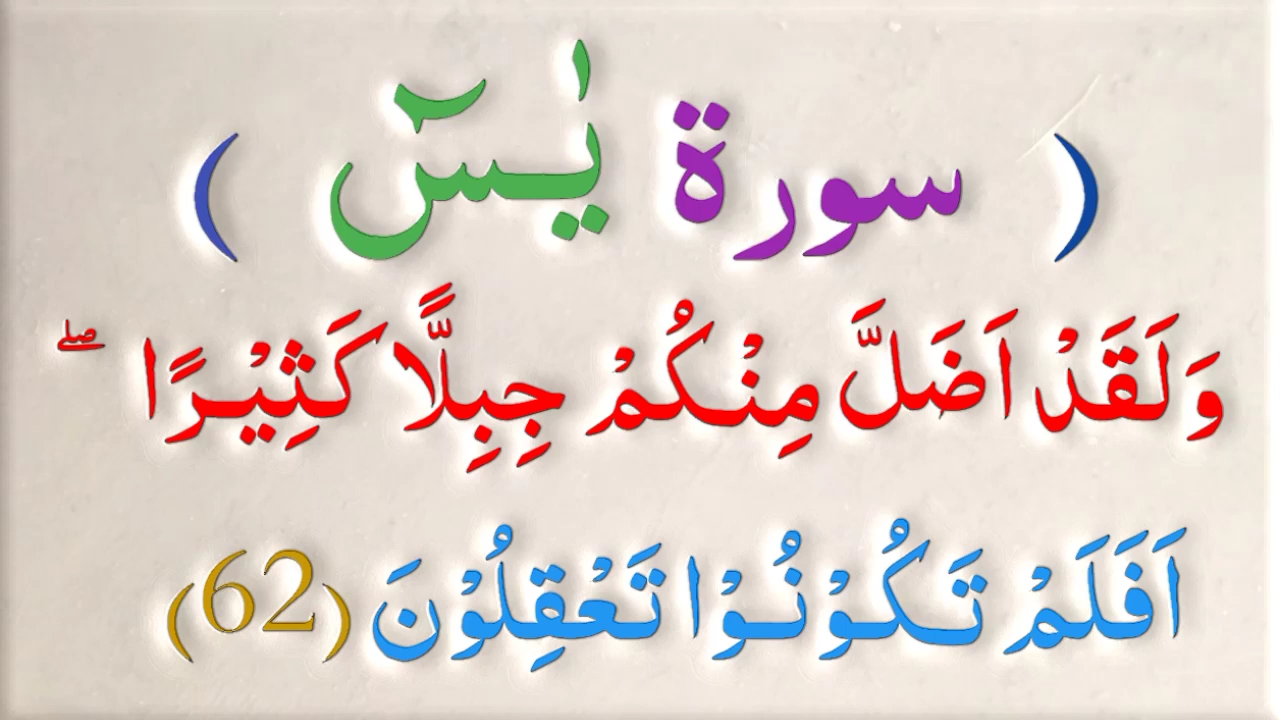 ( سورة یٰسٓ )
وَلَقَدْ اَضَلَّ مِنْكُمْ جِبِلًّا كَثِیْرًا ۖ
اَفَلَمْ تَكُوْنُوْا تَعْقِلُوْنَ (62)